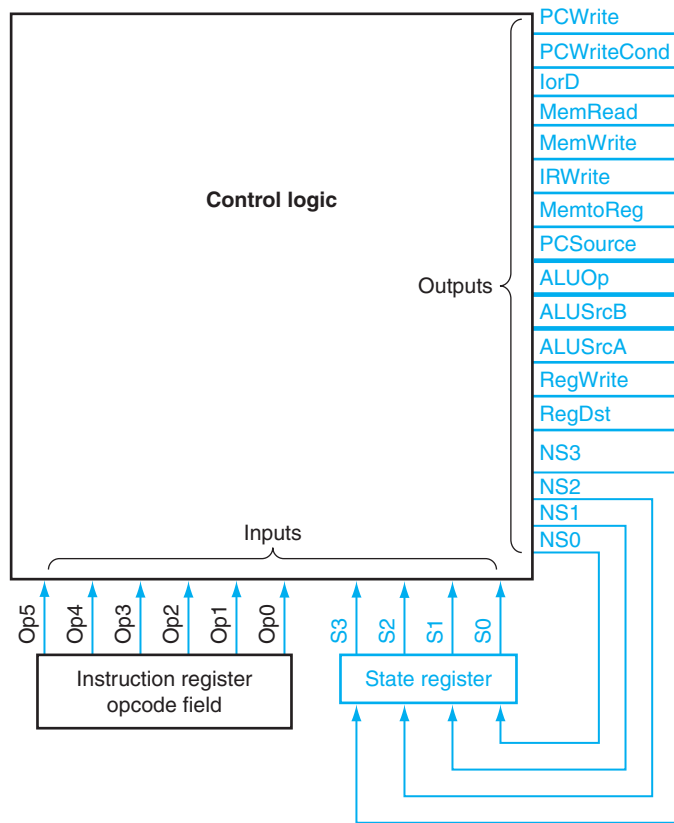 PCWrite
PCWriteCond
IorD
MemRead
MemWrite
IRWrite
MemtoReg
PCSource
ALUOp
ALUSrcB
ALUSrcA
RegWrite
RegDst
NS3
NS2
NS1
NS0
Control logic
Outputs
Inputs
Op5
Op4
Op3
Op2
Op1
Op0
S3
S2
S1
S0
Instruction register
opcode field
State register